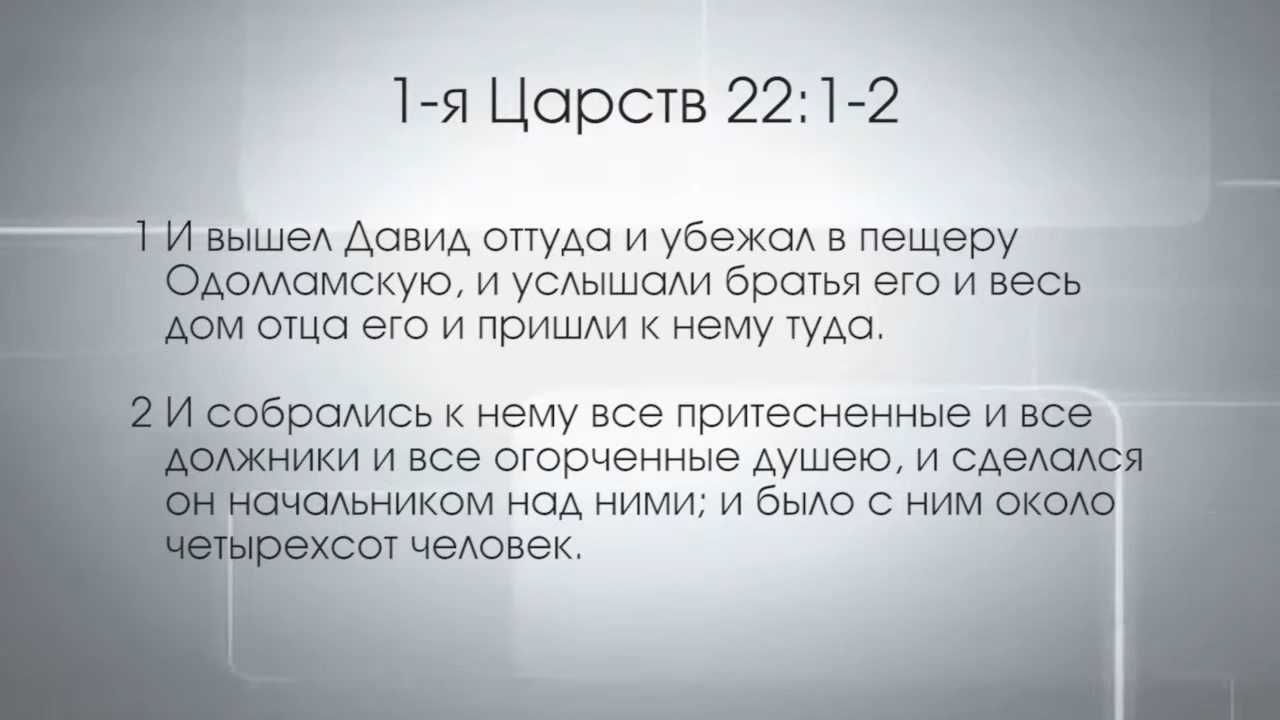 1-я Царств 22:1-2
1 И вышел Давид оттуда и убежал в пещеру
Одолламскую, и услышали братья его и весь
дом отца его и пришли к нему туда.
2 И собрались к нему все притесненные и все
должники и все огорченные душею, и сделался
он начальником над ними; и было с ним около
четырехсот человек.